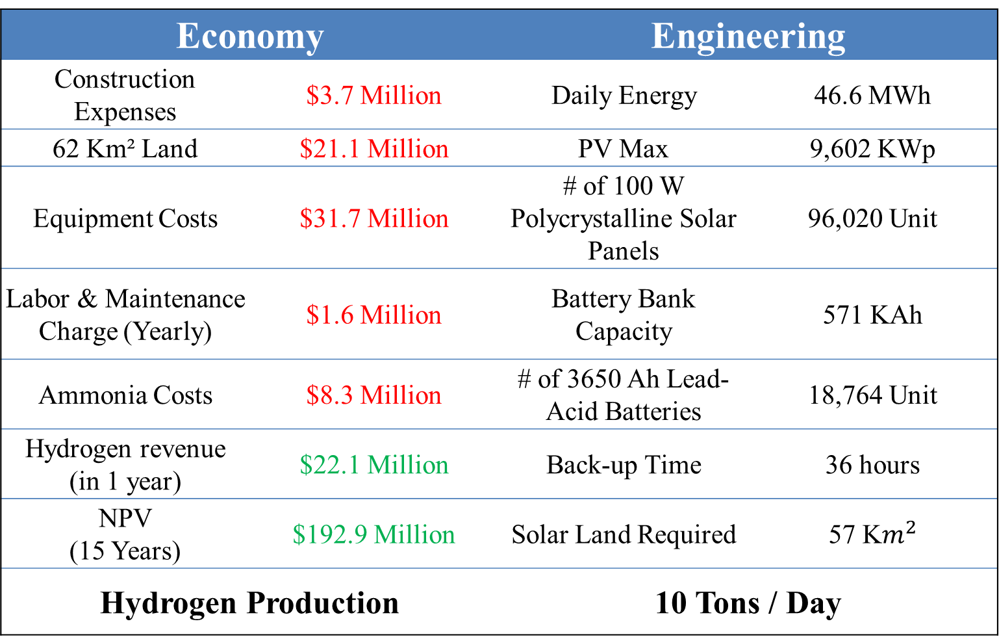 Economy
Engineering
Construction
Expenses
$3.7 Million
Daily Energy
46.6 MWh
62 Km² Land
$21.1 Million
PV Max
9,602 KWp
Equipment Costs
$31.7 Million
# of 100 W
Polycrystalline Solar
Panels
96,020 Unit
Labor & Maintenance
Charge (Yearly)
$1.6 Million
Battery Bank
Capacity
571 KAh
Ammonia Costs
$8.3 Million
# of 3650 Ah Lead-
Acid Batteries
18,764 Unit
Hydrogen revenue
(in 1 year)
$22.1 Million
Back-up Time
36 hours
NPV
(15 Years)
$192.9 Million
Solar Land Required
57 Km²
Hydrogen Production
10 Tons / Day